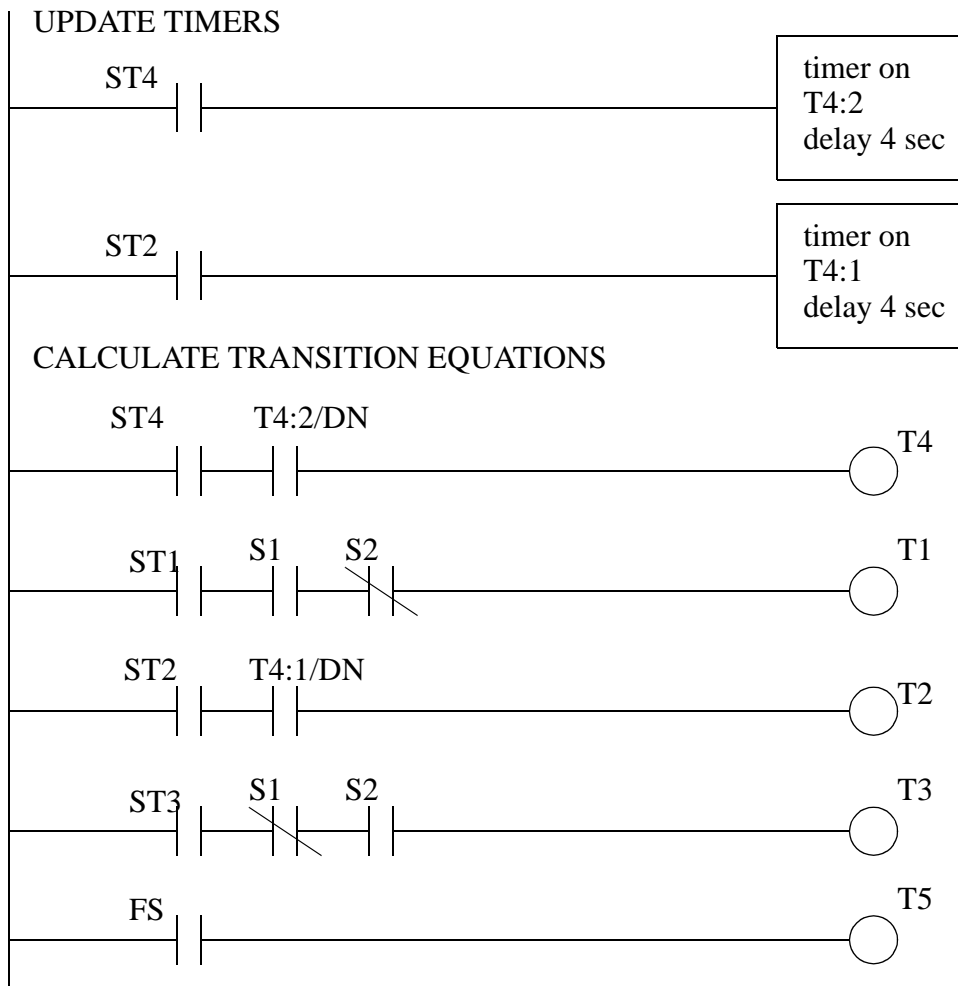 UPDATE TIMERS
ST4
timer on
T4:2
delay 4 sec
ST2
timer on
T4:1
delay 4 sec
CALCULATE TRANSITION EQUATIONS
ST4 T4:2/DN T4
ST1 S1 S2 T1
ST2 T4:1/DN T2
ST3 S1 S2 T3
FS T5